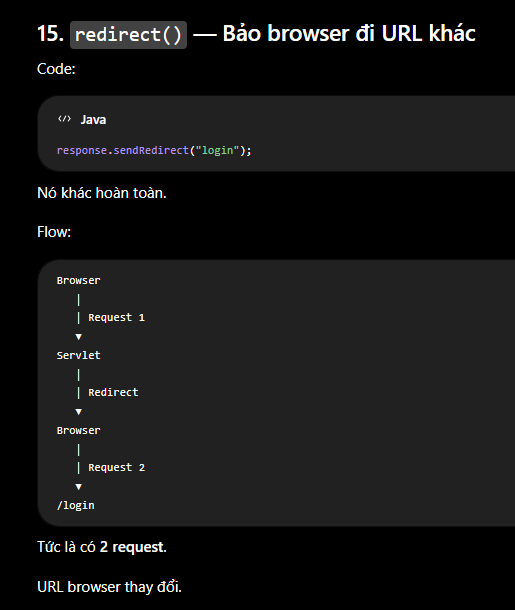 15. redirect() — Bảo browser đi URL khác
Code:
</> Java
response.sendRedirect("login");
Nó khác hoàn toàn.
Flow:
Browser
|
| Request 1
▼
Servlet
|
| Redirect
▼
Browser
|
| Request 2
▼
/login
Tức là có 2 request.
URL browser thay đổi.